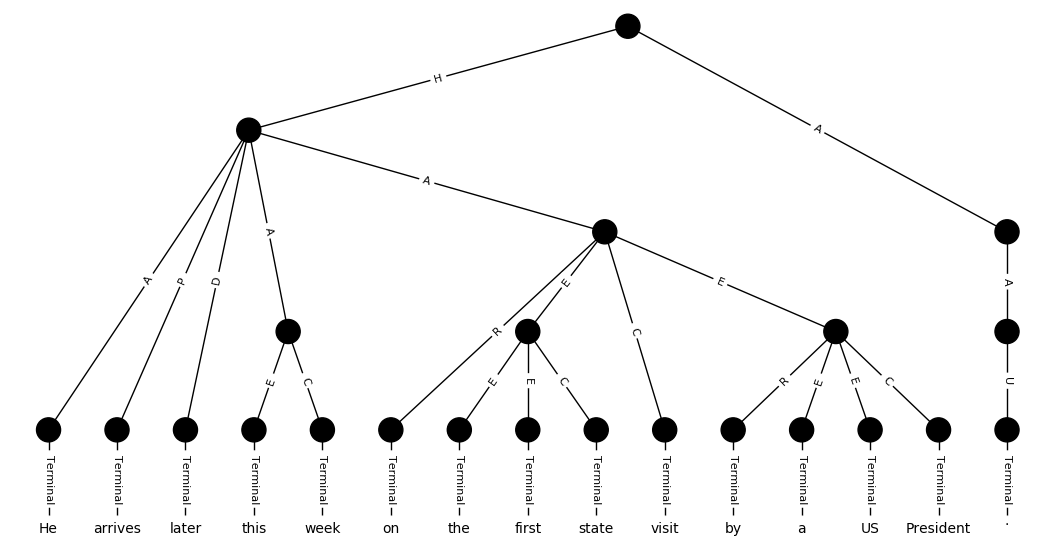 H
A
A
A
A P D
E
E
A
R
C
E C
E E C
R E E C
U
Terminal Terminal Terminal Terminal Terminal Terminal Terminal Terminal Terminal Terminal Terminal Terminal Terminal Terminal Terminal
He arrives later this week on the first state visit by a US President .